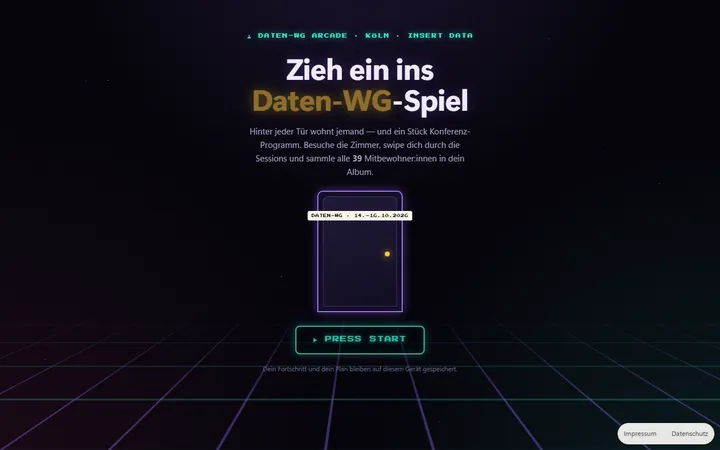 DATEN-WG ARCADE · KÖLN · INSERT DATA
Zieh ein ins
Daten-WG-Spiel
Hinter jeder Tür wohnt jemand — und ein Stück Konferenz-
Programm. Besuche die Zimmer, swipe dich durch die
Sessions und sammle alle 39 Mitbewohner:innen in dein
Album.
DATEN-WG · 14.–16.10.2026
▶ PRESS START
Dein Fortschritt und dein Plan bleiben auf diesem Gerät gespeichert.
Impressum Datenschutz